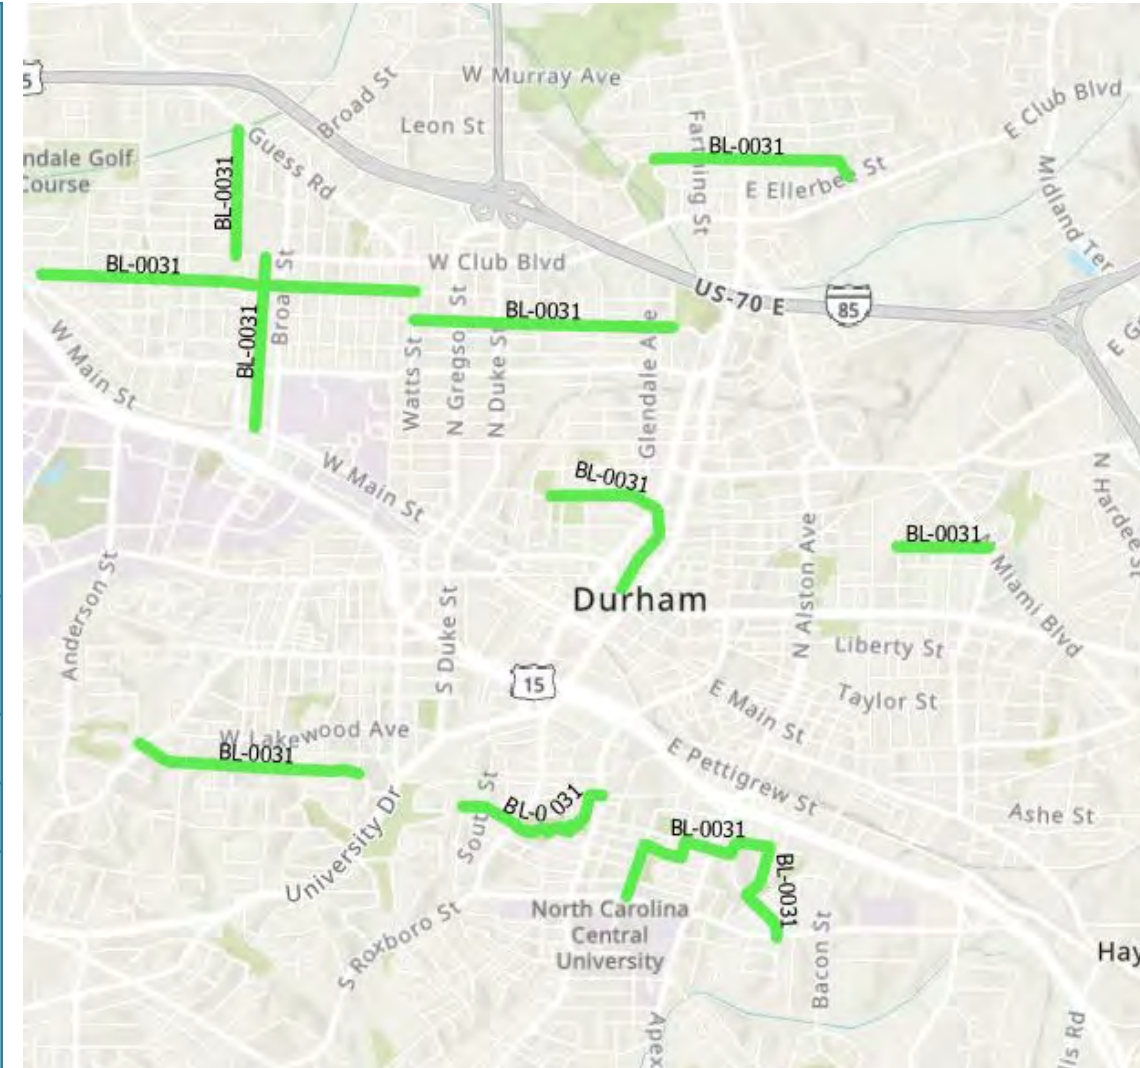 5
W Murray Ave
Broad St
E Club Blvd
Leon St
Farthing St
BL-0031
ndale Golf
Course
Guess Rd
BL-0031
E Ellerbee St
Midland Ter
BL-0031
W Club Blvd
Broad St
US-70 E
85
BL-0031
BL-0031
W Main St
Watts St
N Gregson St
N Duke St
Glendale Ave
E G
W Main St
BL-0031
N Hardee St
BL-0031
N Alston Ave
N Miami Blvd
Anderson St
Durham
S Duke St
Liberty St
15
E Main St
Taylor St
W Lakewood Ave
BL-0031
E Pettigrew St
South St
BL-0031
Ashe St
University Dr
BL-0031
BL-0031
North Carolina
Central
University
S Roxboro St
Bacon St
Hay
Apex
lls Rd